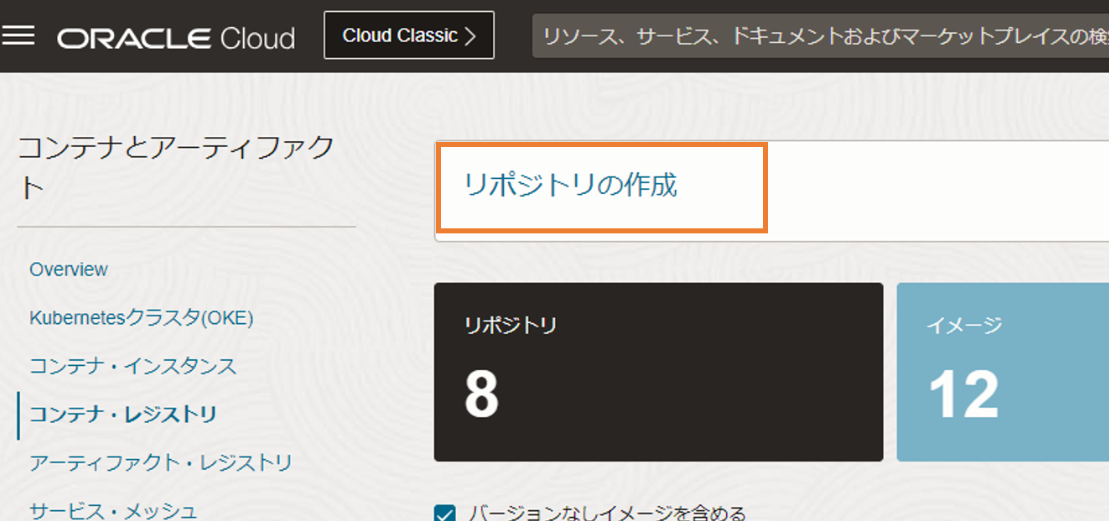 ORACLE Cloud
Cloud Classic
リソース、サービス、ドキュメントおよびマーケットプレイスの検
コンテナとアーティファク
ト
リポジトリの作成
Overview
Kubernetesクラスタ(OKE)
コンテナ・インスタンス
コンテナ・レジストリ
アーティファクト・レジストリ
サービス・メッシュ
リポジトリ
8
イメージ
12
バージョンなしイメージを含める